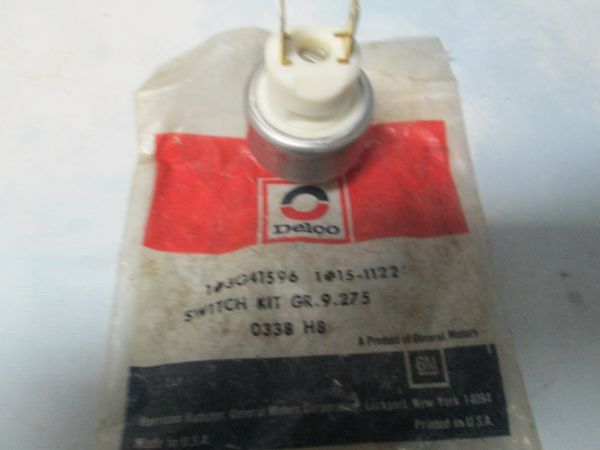 Delco
1#3041596 1#15-1122
SWITCH KIT GR.9.275
0338 H8
A Product of General Motors
GM
Harrison Radiator, General Motors Corporation, Lockport, New York 14094
Made in U.S.A. Printed in U.S.A.